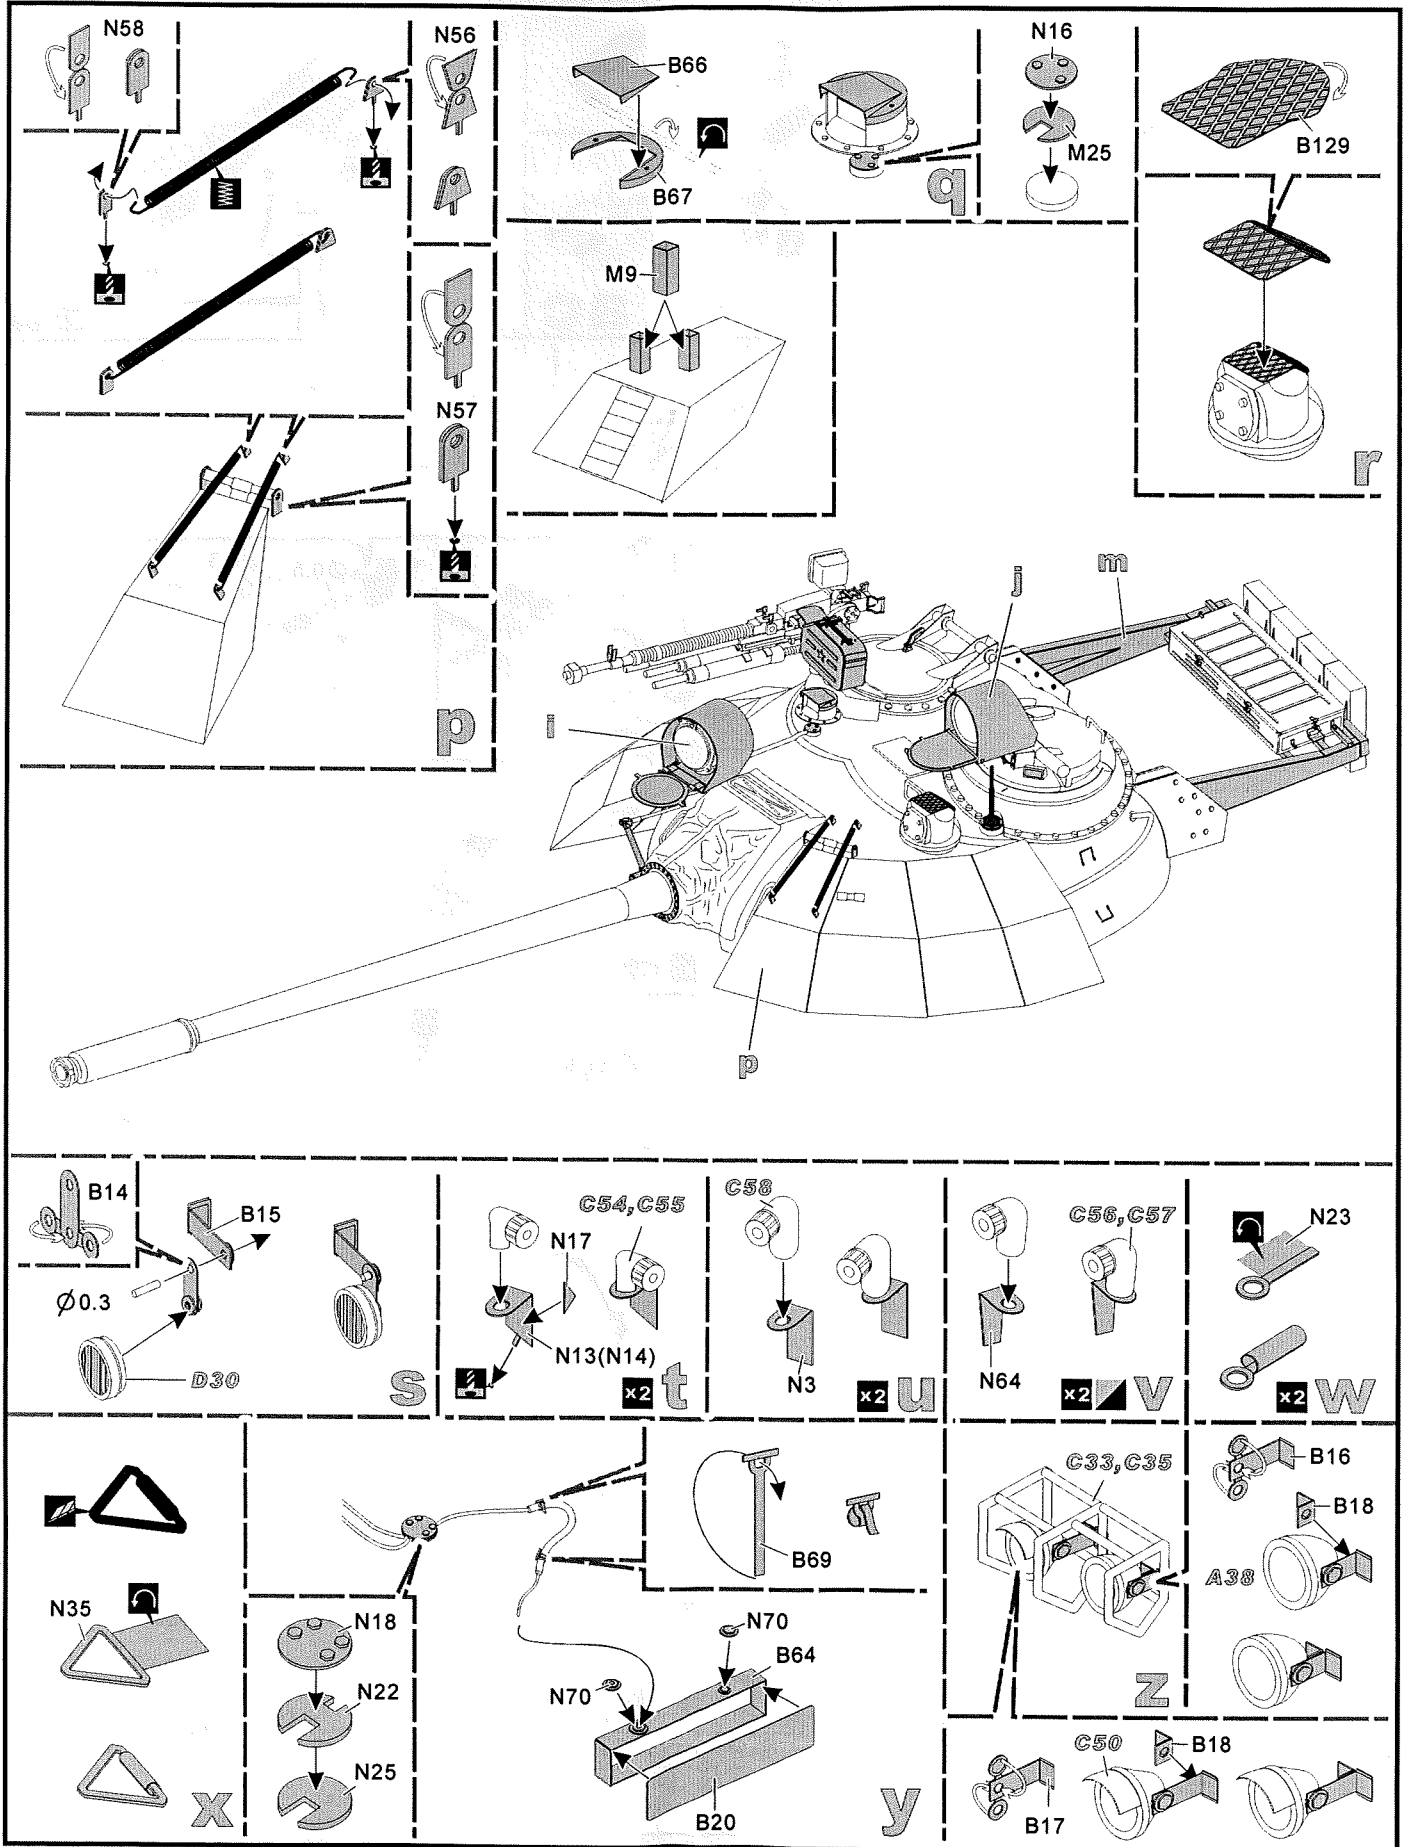 N58
N56
B66
B67
q
N16
M25
B129
M9
N57
r
p
i
j
m
p
B14
B15
Ø0.3
D30
s
C54,C55
N17
N13(N14)
x2 t
C58
N3
x2 u
C56,C57
N64
x2 v
N23
x2 w
N35
x
N18
N22
N25
B69
N70
B64
N70
B20
y
C33,C35
z
B16
B18
A38
C50
B18
B17